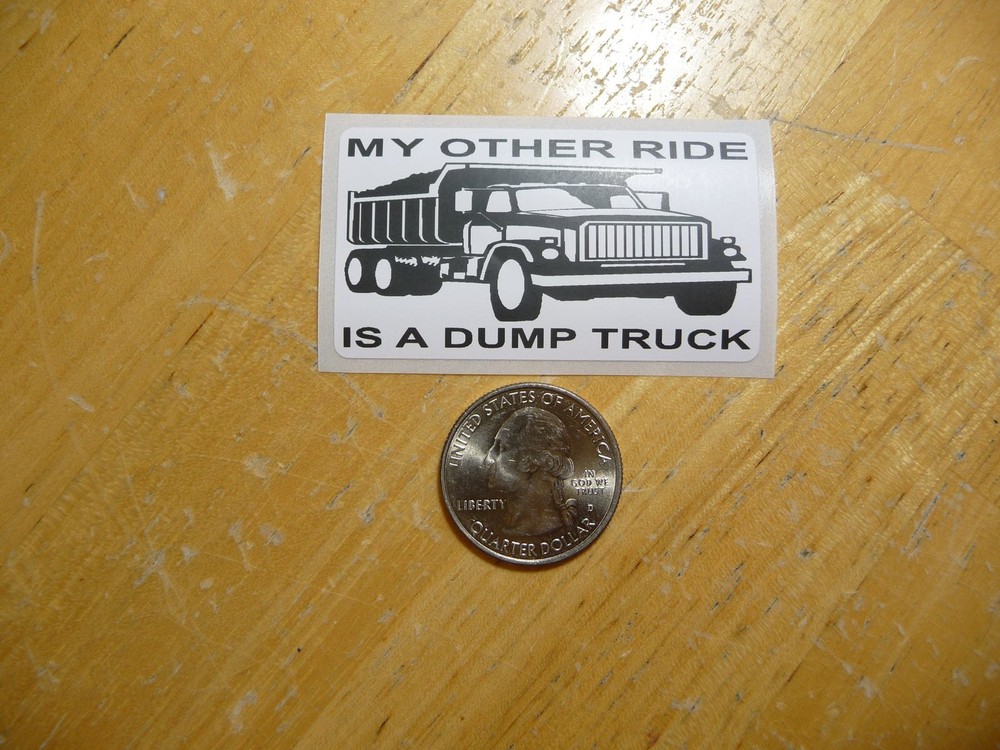 MY OTHER RIDE
IS A DUMP TRUCK
UNITED STATES OF AMERICA
LIBERTY
IN
GOD WE
TRUST
D
QUARTER DOLLAR